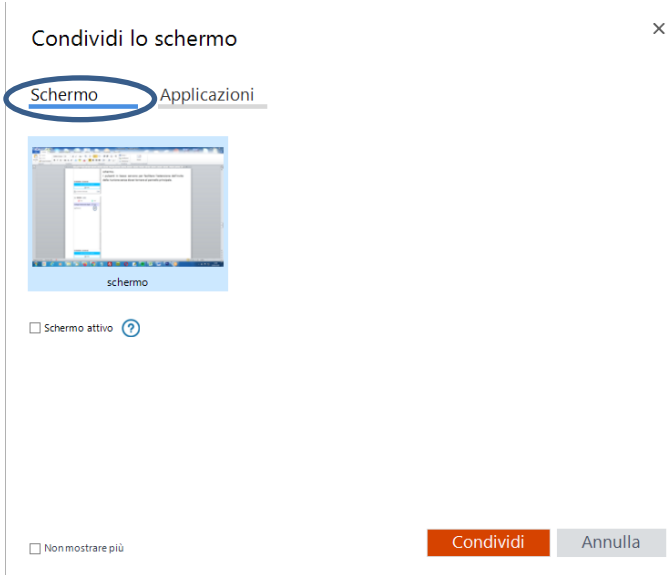 Condividi lo schermo
Schermo Applicazioni
schermo
Schermo attivo ?
Non mostrare più
Condividi Annulla